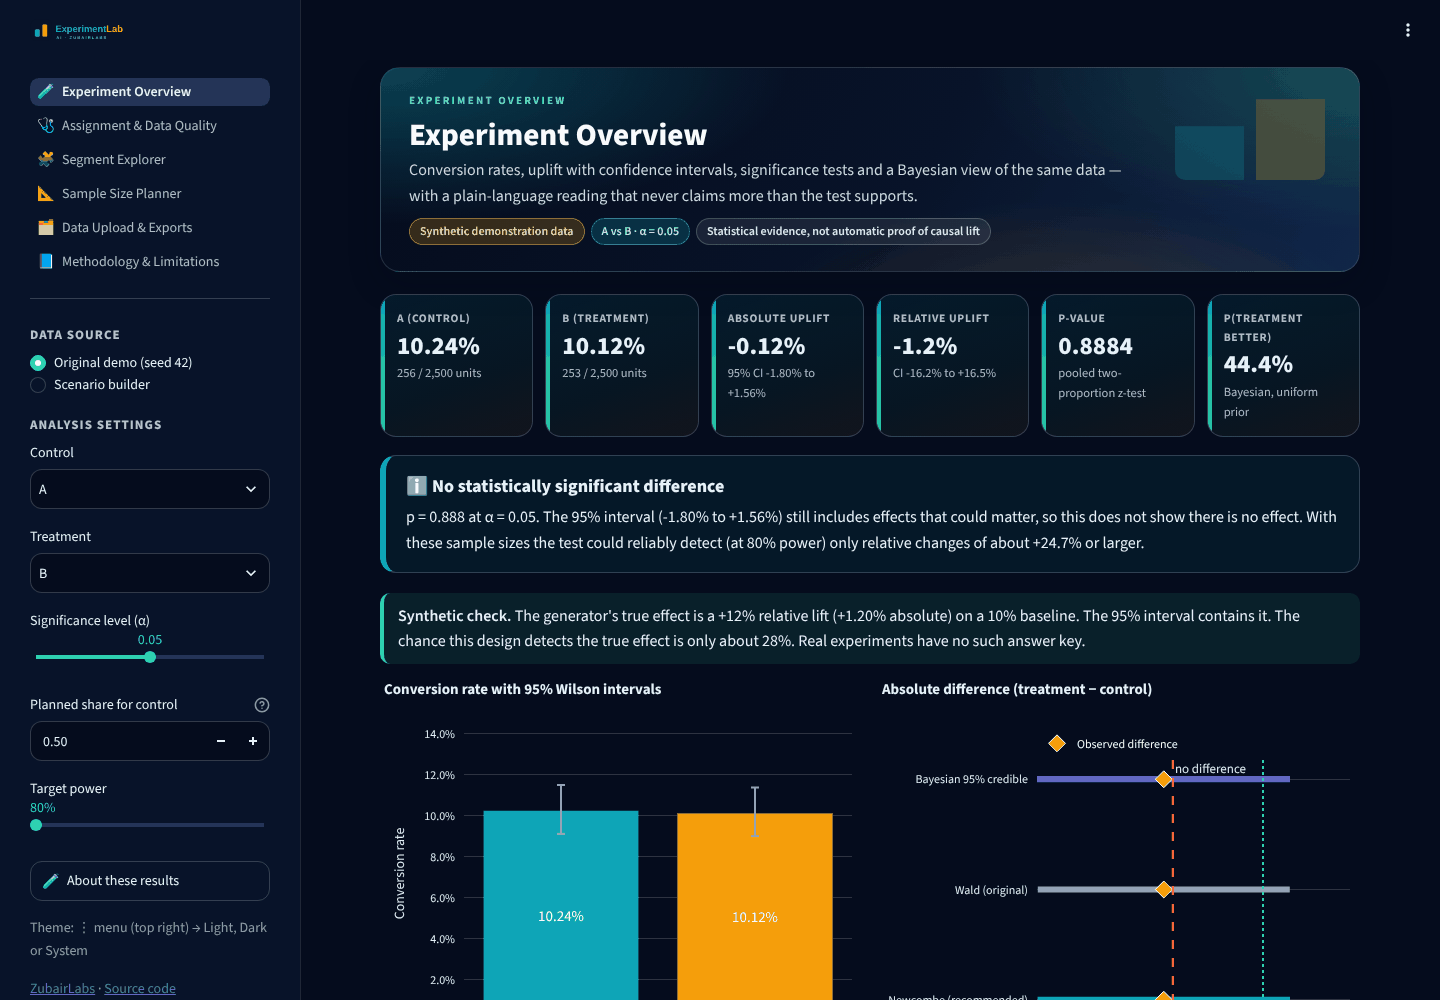 ExperimentLab
AI · ZUBAIRLABS
Experiment Overview
Assignment & Data Quality
Segment Explorer
Sample Size Planner
Data Upload & Exports
Methodology & Limitations
DATA SOURCE
Original demo (seed 42)
Scenario builder
ANALYSIS SETTINGS
Control
A
Treatment
B
Significance level (α)
0.05
Planned share for control
0.50
Target power
80%
About these results
Theme: ⋮ menu (top right) → Light, Dark
or System
ZubairLabs · Source code
EXPERIMENT OVERVIEW
Experiment Overview
Conversion rates, uplift with confidence intervals, significance tests and a Bayesian view of the same data —
with a plain-language reading that never claims more than the test supports.
Synthetic demonstration data
A vs B · α = 0.05
Statistical evidence, not automatic proof of causal lift
A (CONTROL)
10.24%
256 / 2,500 units
B (TREATMENT)
10.12%
253 / 2,500 units
ABSOLUTE UPLIFT
-0.12%
95% CI -1.80% to
+1.56%
RELATIVE UPLIFT
-1.2%
CI -16.2% to +16.5%
P-VALUE
0.8884
pooled two-
proportion z-test
P(TREATMENT
BETTER)
44.4%
Bayesian, uniform
prior
ℹ️ No statistically significant difference
p = 0.888 at α = 0.05. The 95% interval (-1.80% to +1.56%) still includes effects that could matter, so this does not show there is no effect. With
these sample sizes the test could reliably detect (at 80% power) only relative changes of about +24.7% or larger.
Synthetic check. The generator's true effect is a +12% relative lift (+1.20% absolute) on a 10% baseline. The 95% interval contains it. The
chance this design detects the true effect is only about 28%. Real experiments have no such answer key.
Conversion rate with 95% Wilson intervals
14.0%
12.0%
10.0%
8.0%
6.0%
4.0%
2.0%
Conversion rate
10.24%
10.12%
Absolute difference (treatment − control)
Observed difference
no difference
Bayesian 95% credible
Wald (original)
Newcombe (recommended)